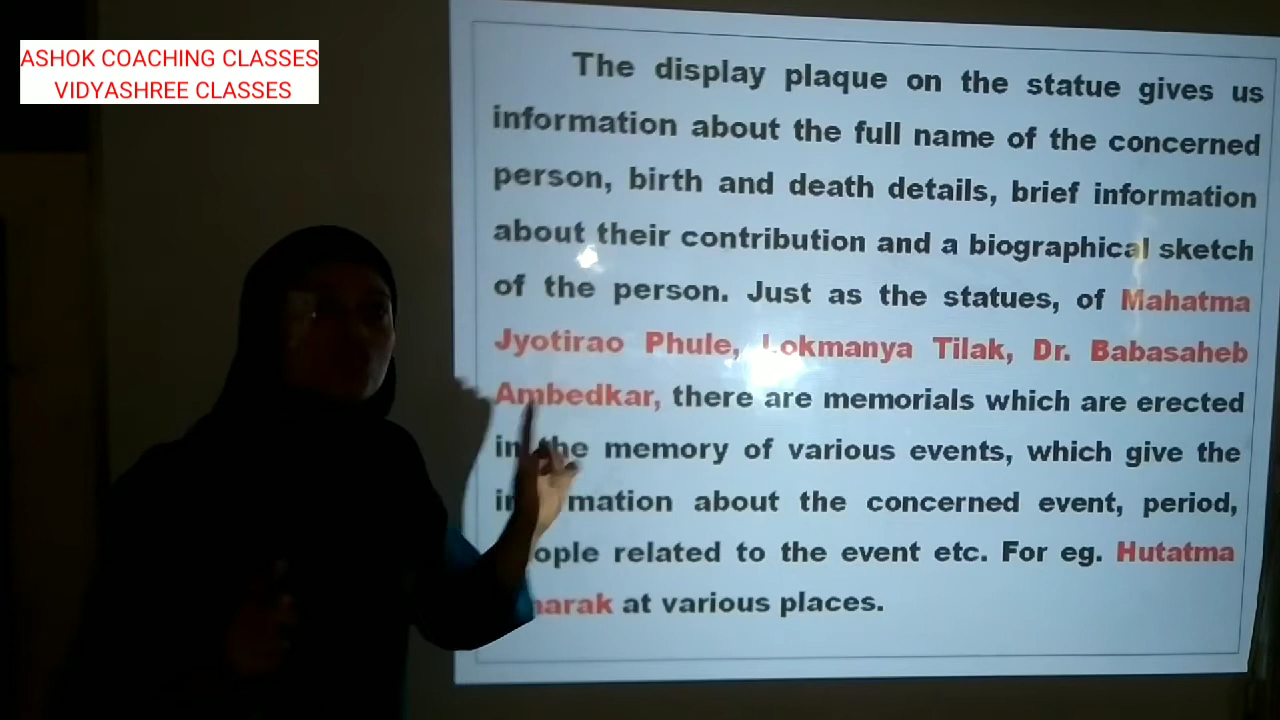 ASHOK COACHING CLASSES
VIDYASHREE CLASSES
The display plaque on the statue gives us
information about the full name of the concerned
person, birth and death details, brief information
about their contribution and a biographical sketch
of the person. Just as the statues, of Mahatma
Jyotirao Phule, Lokmanya Tilak, Dr. Babasaheb
Ambedkar, there are memorials which are erected
in the memory of various events, which give the
information about the concerned event, period,
people related to the event etc. For eg. Hutatma
at various places.